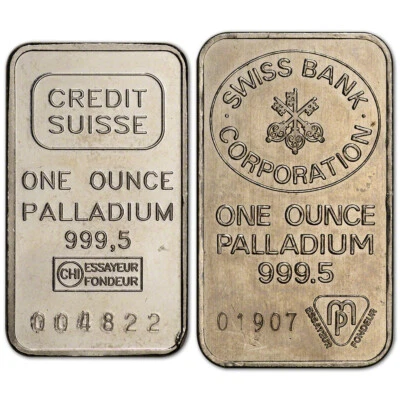 CREDIT
SUISSE
ONE OUNCE
PALLADIUM
999,5
CHI ESSAYEUR
FONDEUR
004822
· SWISS BANK ·
CORPORATION
ONE OUNCE
PALLADIUM
999.5
01907
MP
ESSAYEUR
FONDEUR